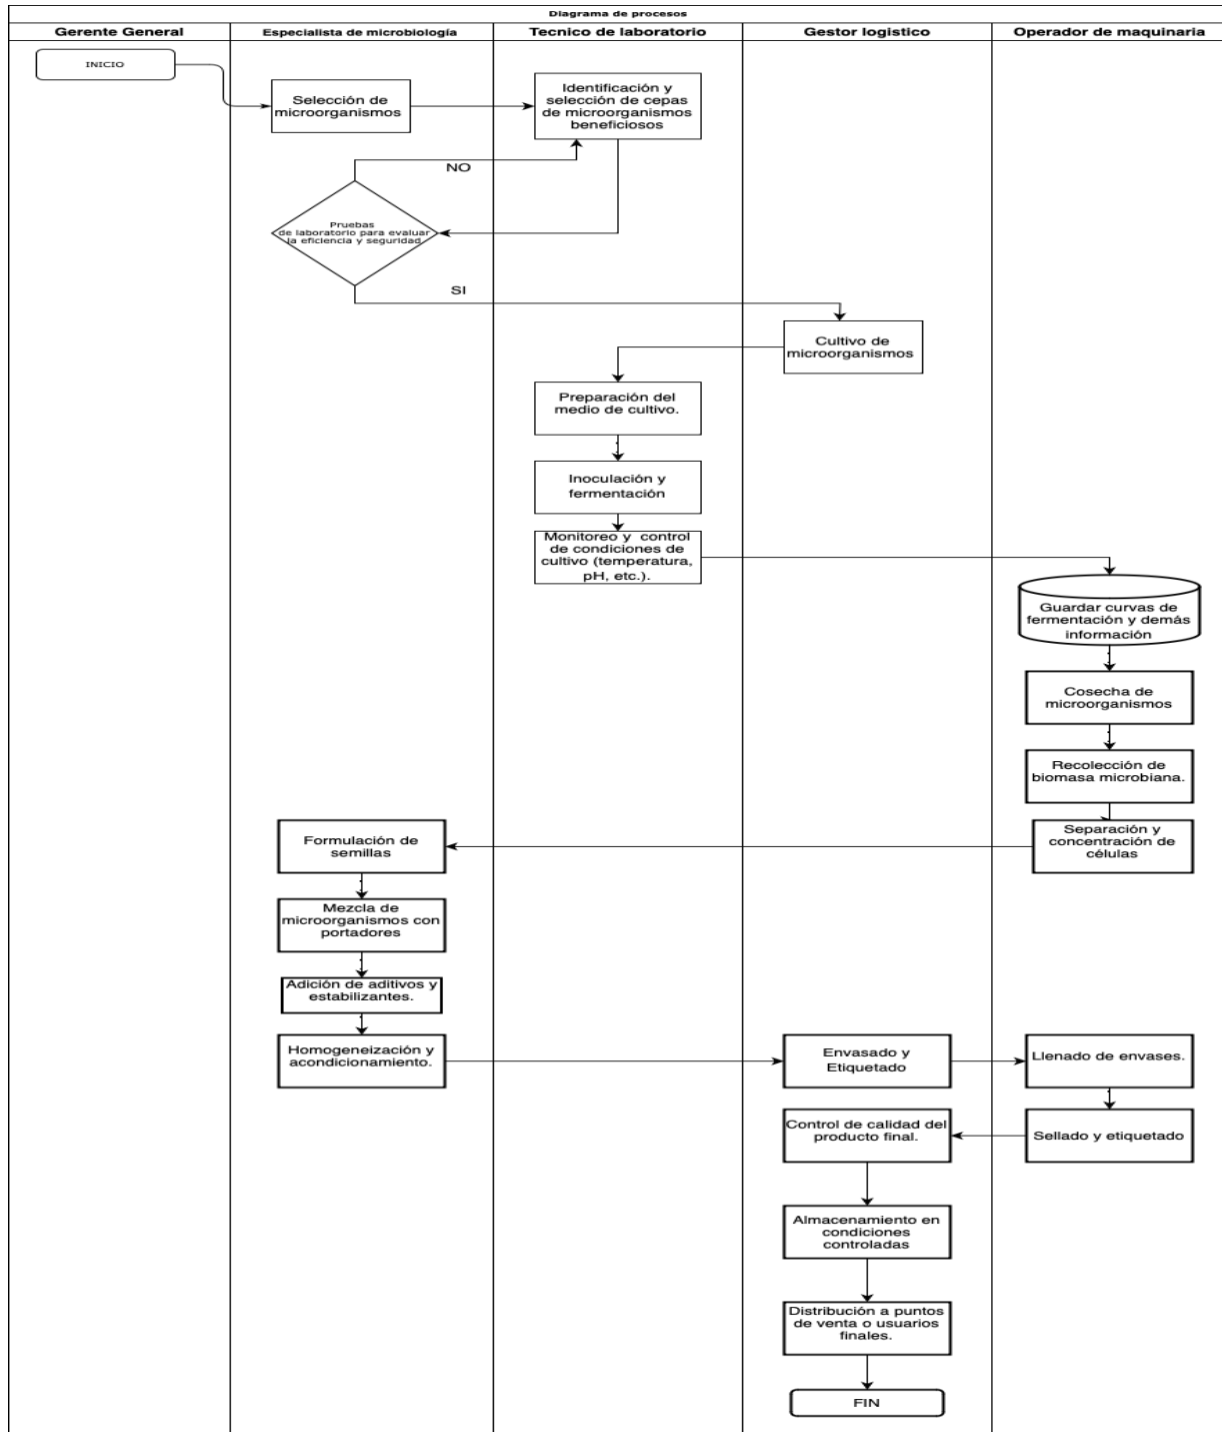 Diagrama de procesos
Gerente General
Especialista de microbiología
Tecnico de laboratorio
Gestor logistico
Operador de maquinaria
INICIO
Selección de
microorganismos
Identificación y
selección de cepas
de microorganismos
beneficiosos
NO
Pruebas
de laboratorio para evaluar
la eficiencia y seguridad
SI
Cultivo de
microorganismos
Preparación del
medio de cultivo.
Inoculación y
fermentación
Monitoreo y control
de condiciones de
cultivo (temperatura,
pH, etc.).
Guardar curvas de
fermentación y demás
información
Cosecha de
microorganismos
Recolección de
biomasa microbiana.
Separación y
concentración de
células
Formulación de
semillas
Mezcla de
microorganismos con
portadores
Adición de aditivos y
estabilizantes.
Homogeneización y
acondicionamiento.
Envasado y
Etiquetado
Llenado de envases.
Sellado y etiquetado
Control de calidad del
producto final.
Almacenamiento en
condiciones
controladas
Distribución a puntos
de venta o usuarios
finales.
FIN